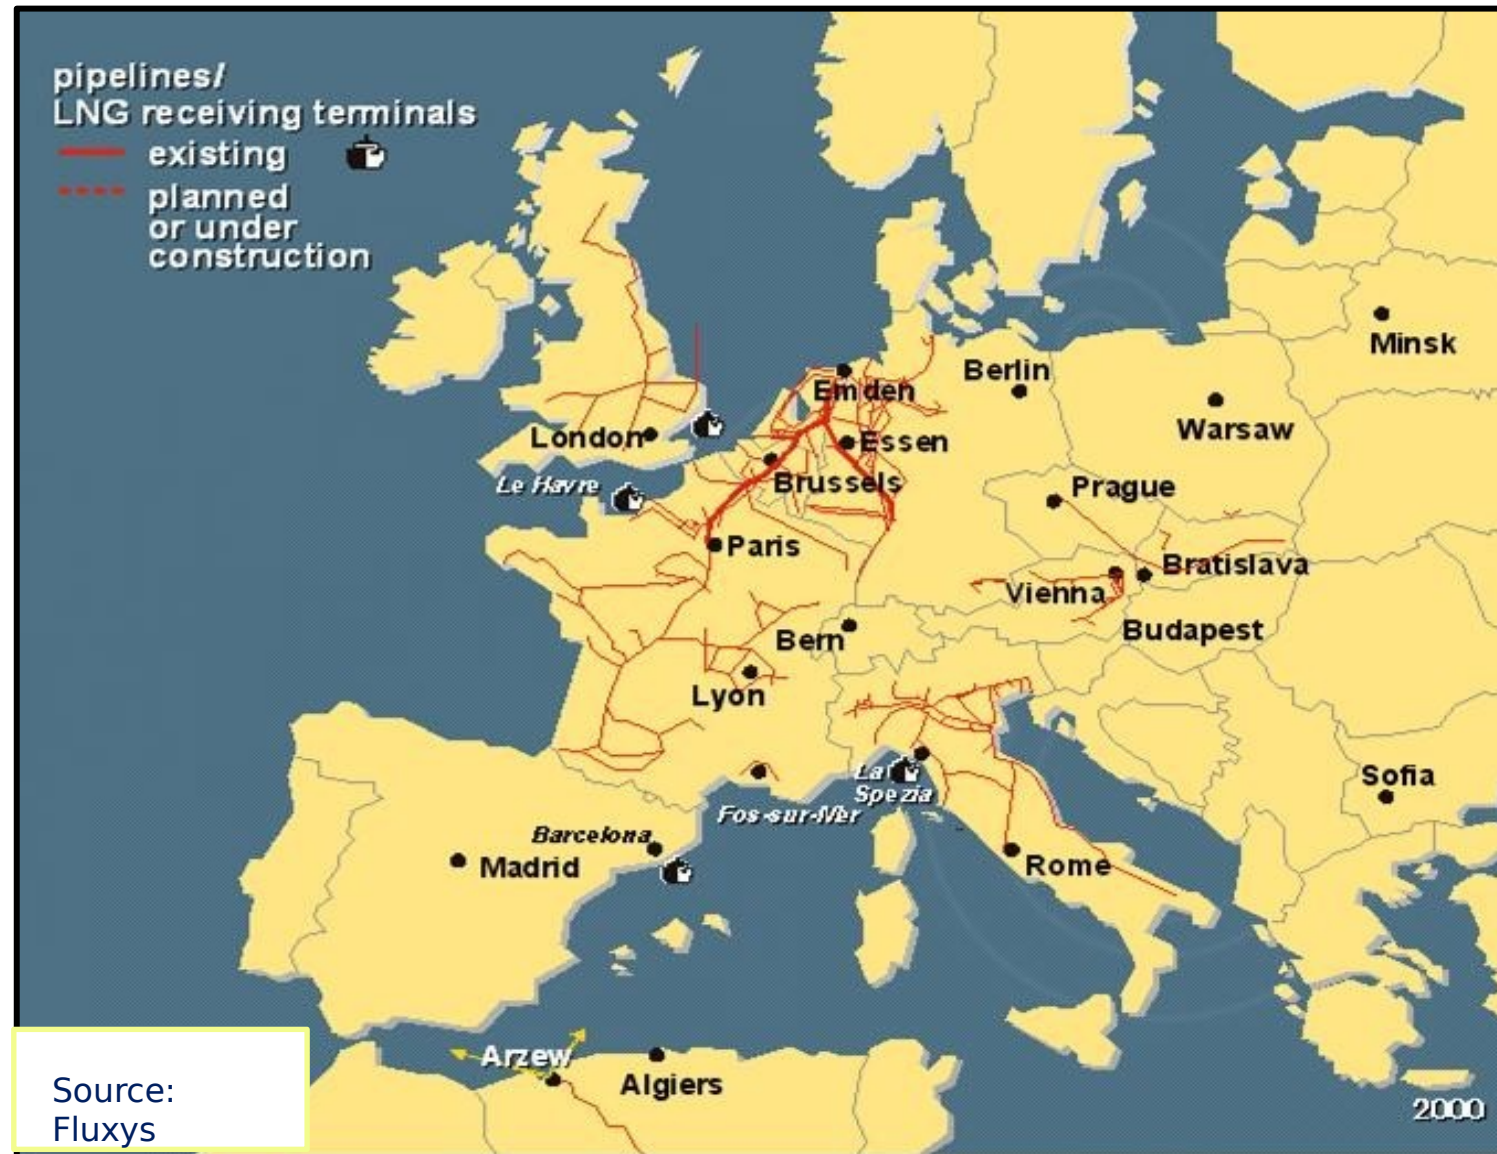 pipelines/
LNG receiving terminals
existing
planned
or under
construction
Minsk
Berlin
Emden
Warsaw
London
Essen
Le Havre
Brussels
Prague
Paris
Bratislava
Vienna
Bern
Budapest
Lyon
La
Spezia
Sofia
Fos-sur-Mer
Barcelona
Madrid
Rome
Arzew
Algiers
2000
Source:
Fluxys